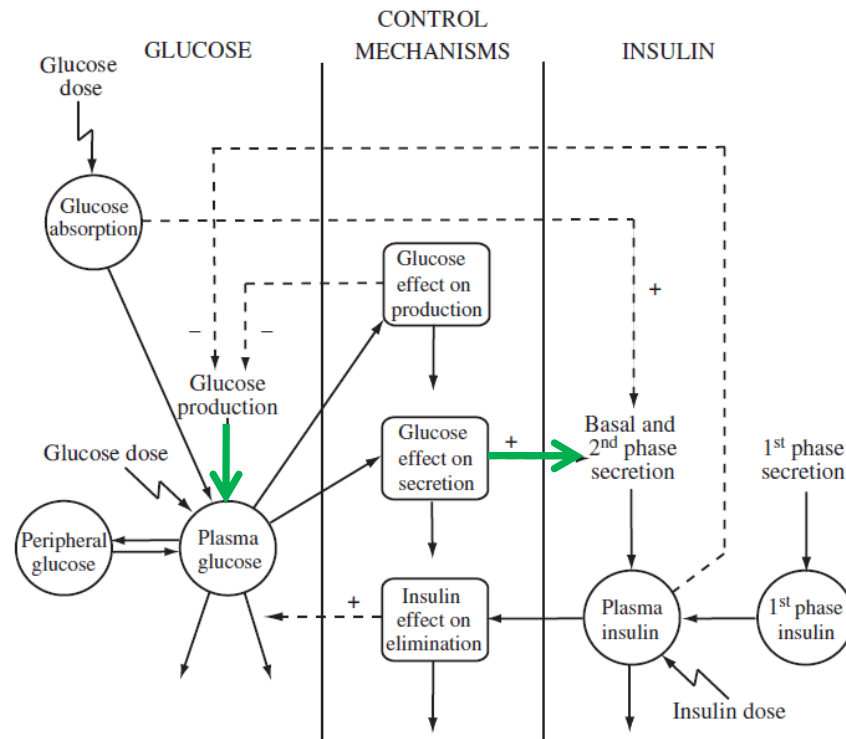 GLUCOSE
CONTROL
MECHANISMS
INSULIN
Glucose
dose
Glucose
absorption
Glucose
effect on
production
+
−
−
Glucose
production
Glucose
effect on
secretion
+
Basal and
2nd phase
secretion
1st phase
secretion
Glucose dose
Peripheral
glucose
Plasma
glucose
+
Insulin
effect on
elimination
Plasma
insulin
1st phase
insulin
Insulin dose